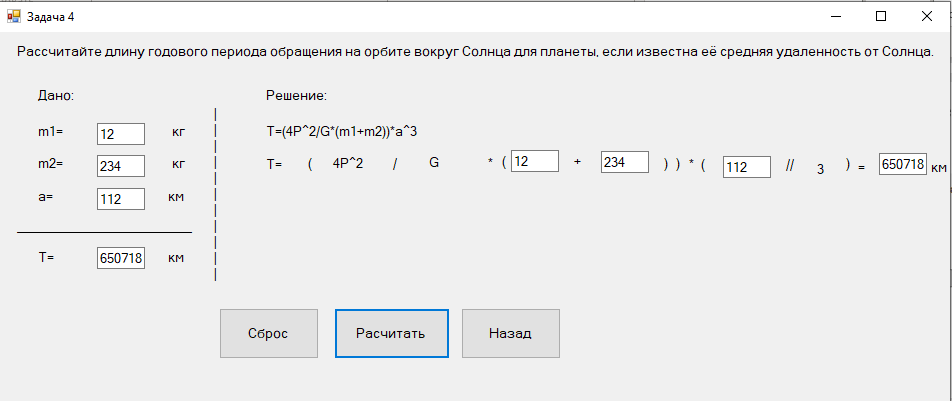 Задача 4
Рассчитайте длину годового периода обращения на орбите вокруг Солнца для планеты, если известна её средняя удаленность от Солнца.
Дано:
Решение:
m1= 12 кг
T=(4P^2/G*(m1+m2))*a^3
m2= 234 кг
T= ( 4P^2 / G * ( 12 + 234 ) ) * ( 112 // 3 ) = 650718 км
a= 112 км
T= 650718 км
Сброс
Расчитать
Назад